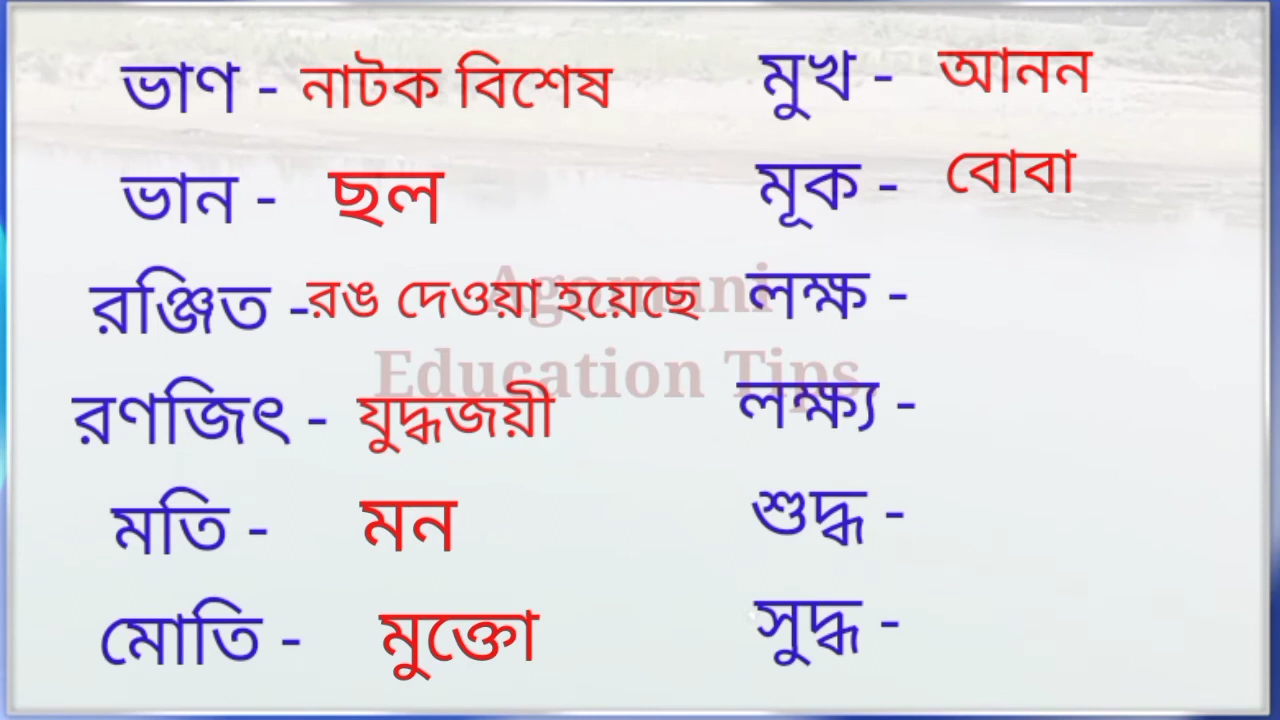 ভাণ - নাটক বিশেষ
ভান - ছল
রঞ্জিত - রঙ দেওয়া হয়েছে
রণজিৎ - যুদ্ধজয়ী
মতি - মন
মোতি - মুক্তো
মুখ - আনন
মূক - বোবা
লক্ষ -
লক্ষ্য -
শুদ্ধ -
সুদ্ধ -
Agomani
Education Tips.